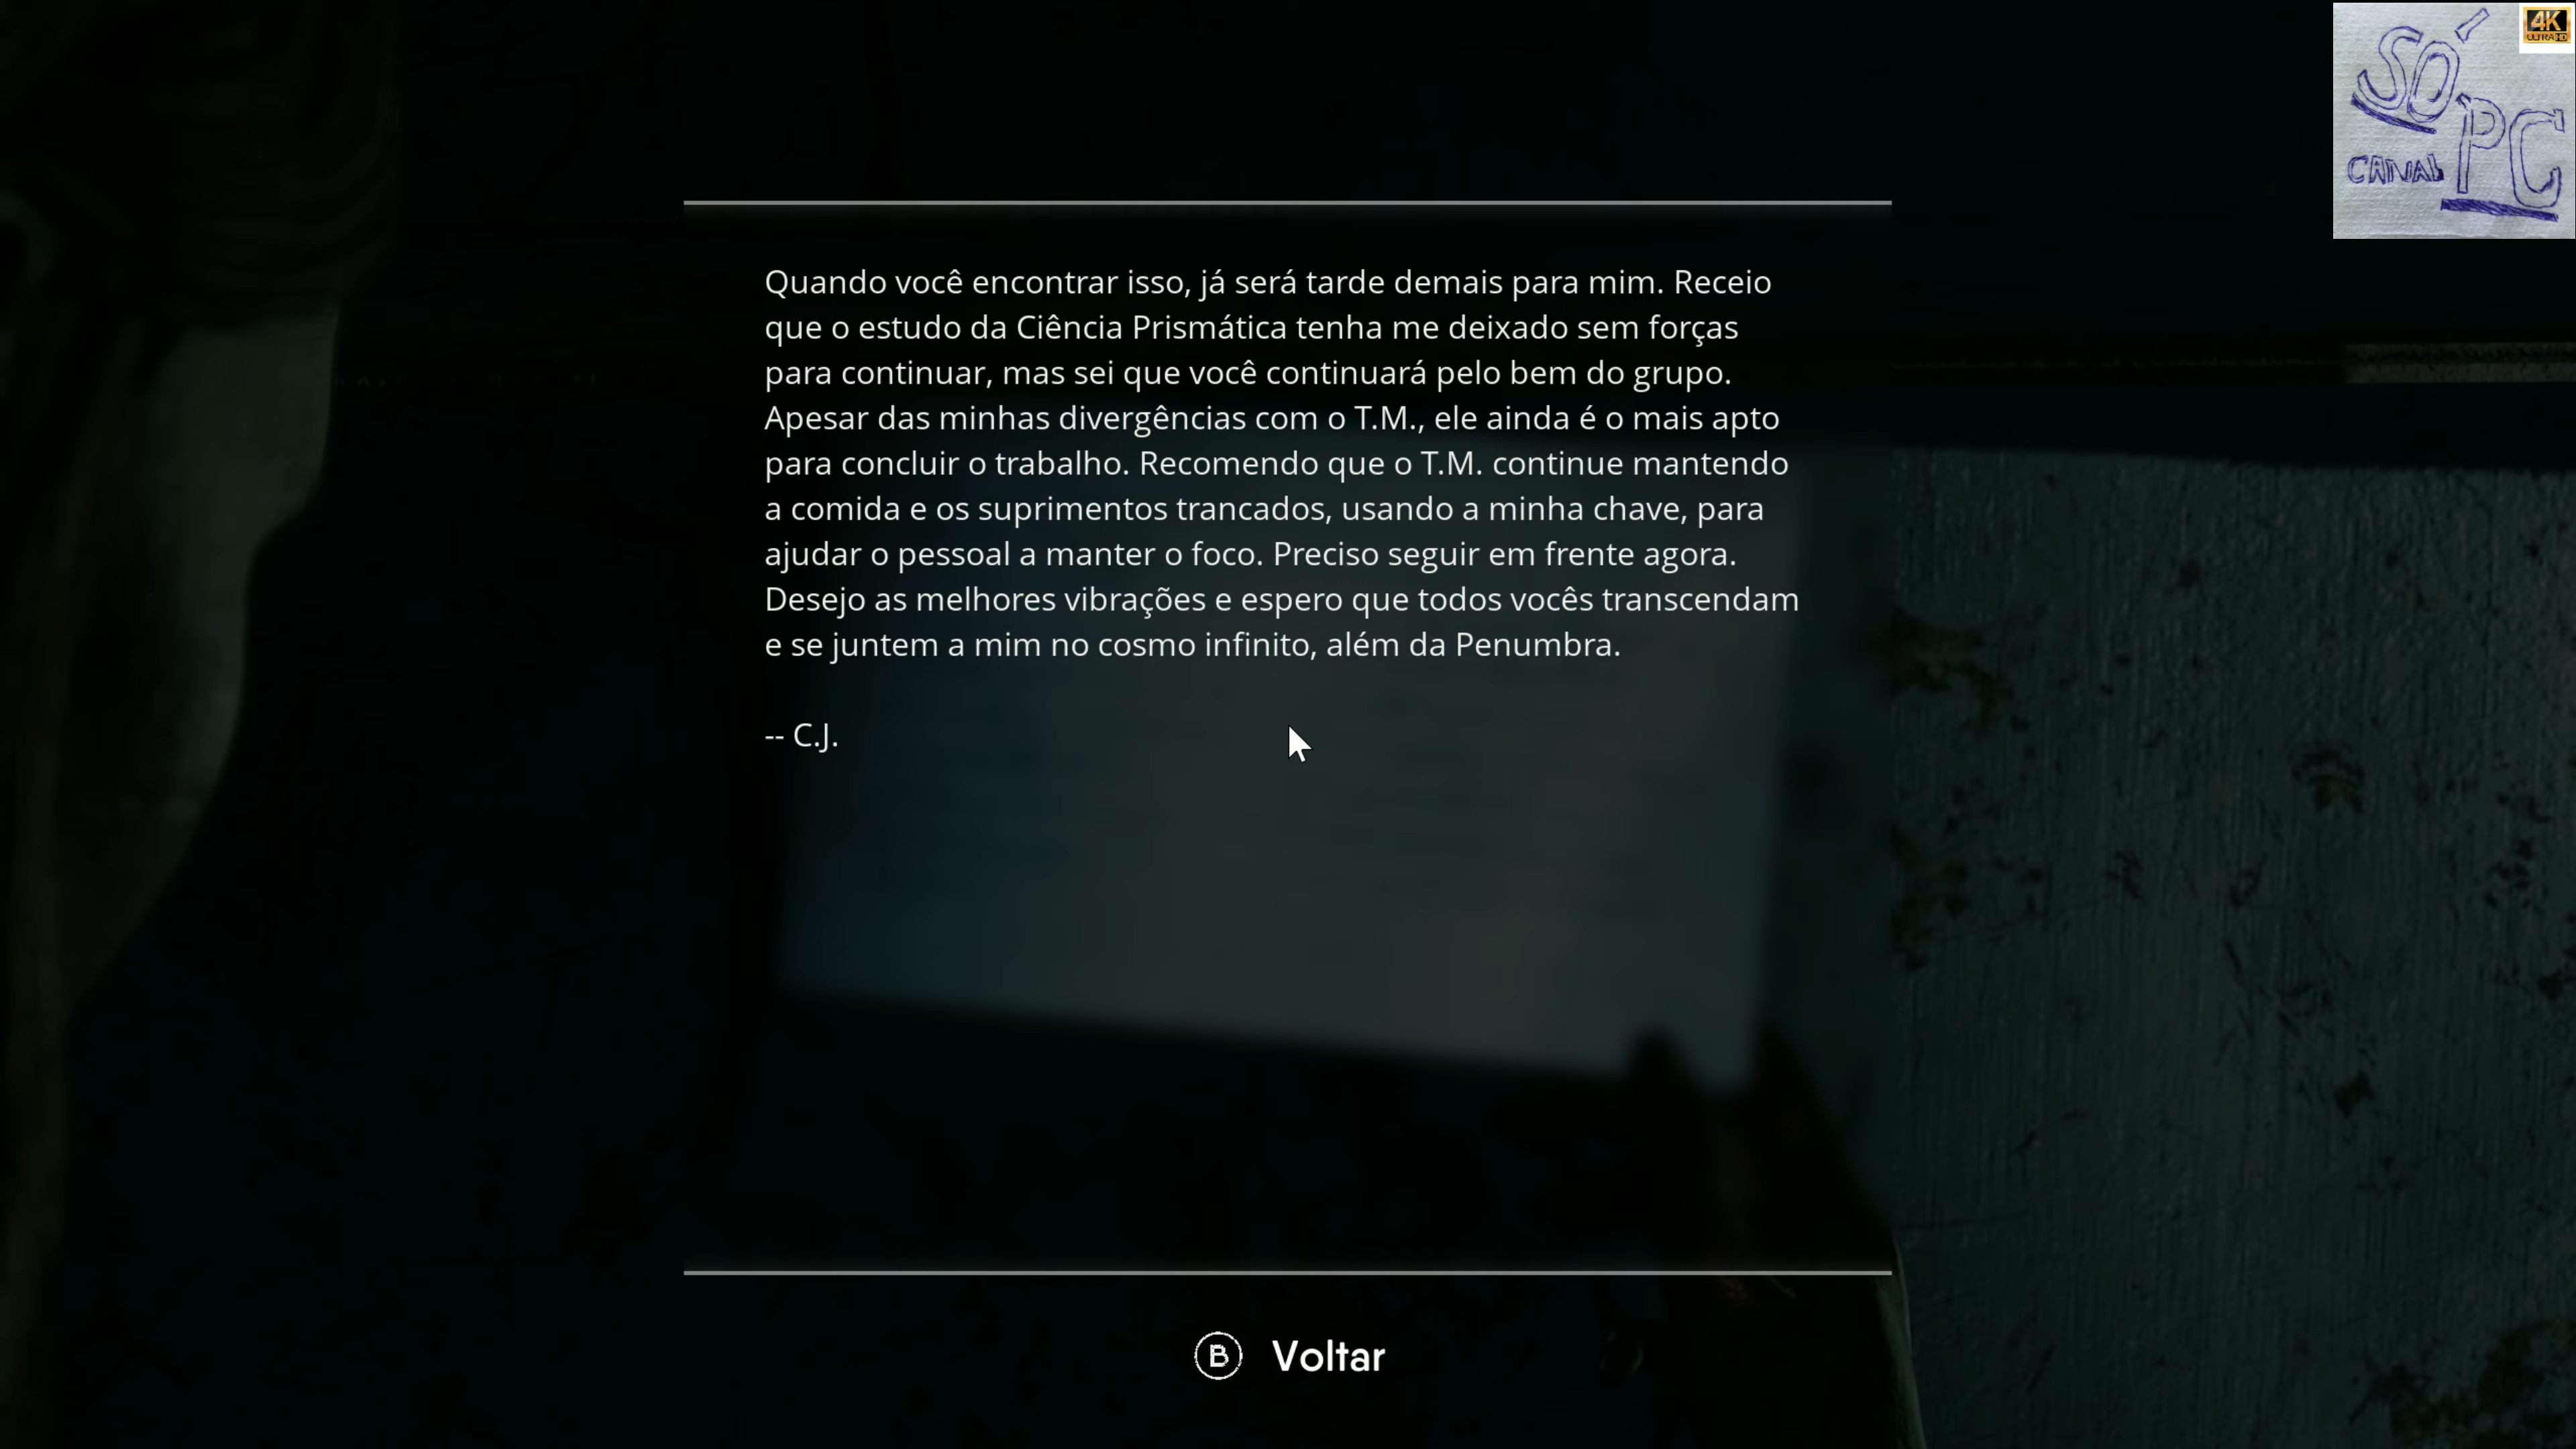 SÓ
PC
CANAL
4K
ULTRA HD
Quando você encontrar isso, já será tarde demais para mim. Receio
que o estudo da Ciência Prismática tenha me deixado sem forças
para continuar, mas sei que você continuará pelo bem do grupo.
Apesar das minhas divergências com o T.M., ele ainda é o mais apto
para concluir o trabalho. Recomendo que o T.M. continue mantendo
a comida e os suprimentos trancados, usando a minha chave, para
ajudar o pessoal a manter o foco. Preciso seguir em frente agora.
Desejo as melhores vibrações e espero que todos vocês transcendam
e se juntem a mim no cosmo infinito, além da Penumbra.
-- C.J.
B Voltar